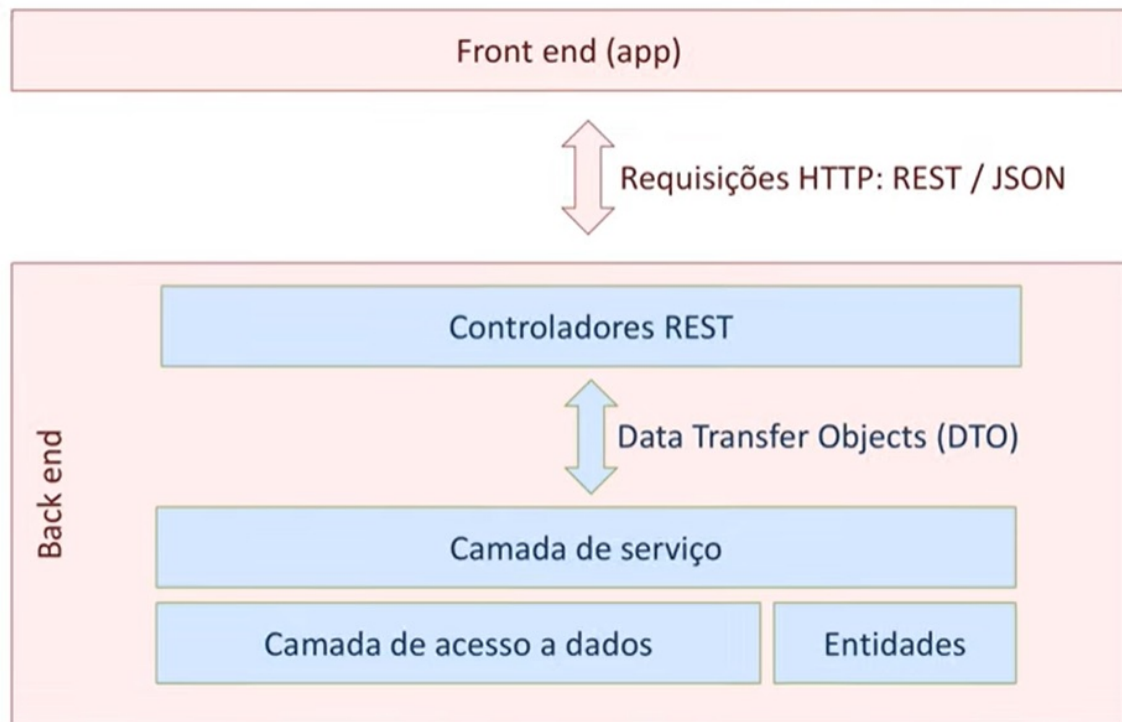 Front end (app)
Requisições HTTP: REST / JSON
Back end
Controladores REST
Data Transfer Objects (DTO)
Camada de serviço
Camada de acesso a dados
Entidades